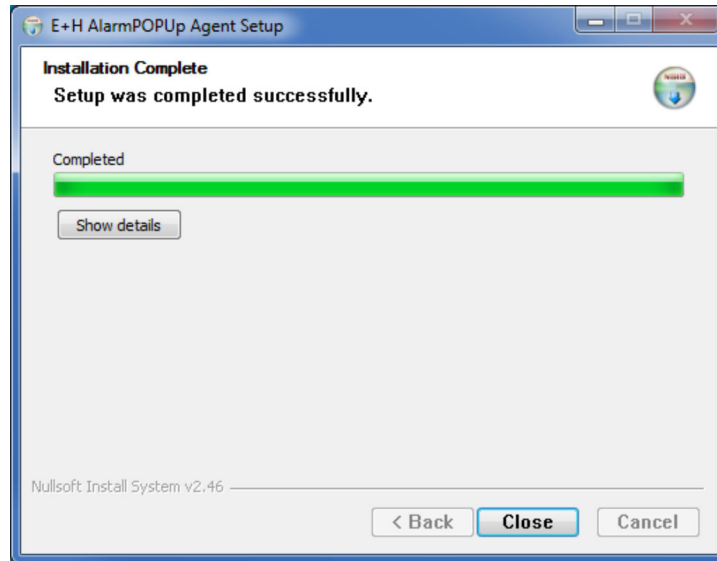 E+H AlarmPOPUp Agent Setup
Installation Complete
Setup was completed successfully.
Completed
Show details
Nullsoft Install System v2.46
< Back
Close
Cancel